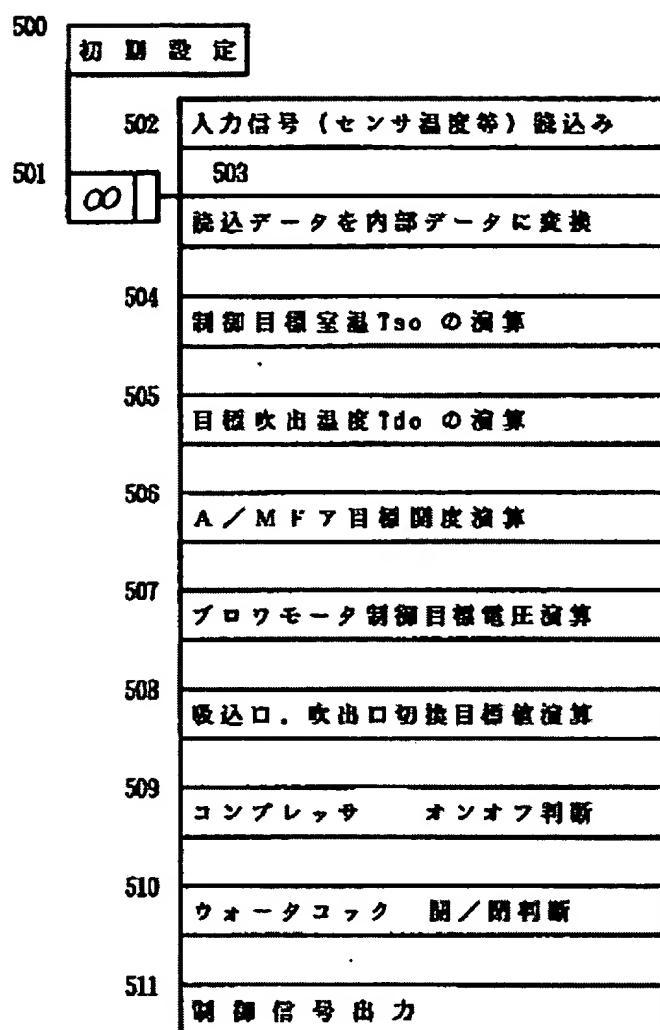 500
初期設定
502 入力信号（センサ温度等）読込み
501
∞
503
読込データを内部データに変換
504
制御目標室温Tsoの演算
505
目標吹出温度Tdoの演算
506
A／Mドア目標開度演算
507
ブロワモータ制御目標電圧演算
508
吸込口．吹出口切換目標値演算
509
コンプレッサ オンオフ判断
510
ウォータコック 開／閉判断
511
制御信号出力